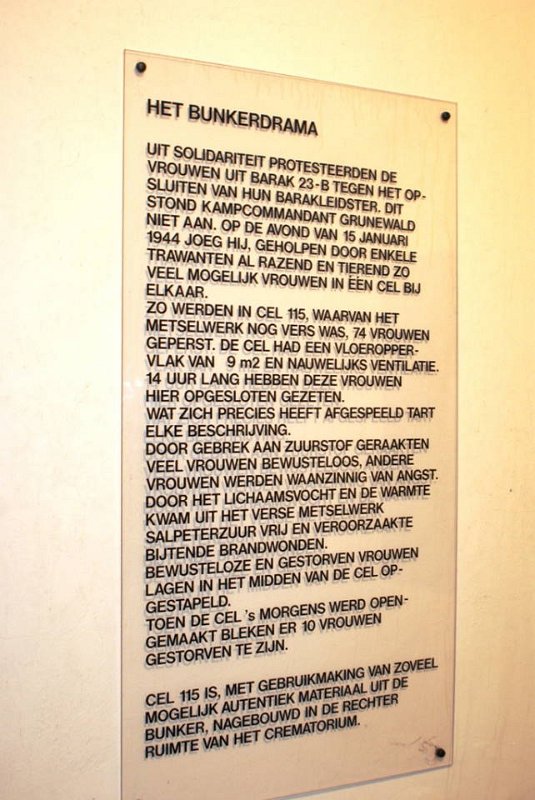 HET BUNKERDRAMA
UIT SOLIDARITEIT PROTESTEERDEN DE
VROUWEN UIT BARAK 23-B TEGEN HET OP-
SLUITEN VAN HUN BARAKLEIDSTER. DIT
STOND KAMPCOMMANDANT GRUNEWALD
NIET AAN. OP DE AVOND VAN 15 JANUARI
1944 JOEG HIJ, GEHOLPEN DOOR ENKELE
TRAWANTEN AL RAZEND EN TIEREND ZO
VEEL MOGELIJK VROUWEN IN ÉÉN CEL BIJ
ELKAAR.
ZO WERDEN IN CEL 115, WAARVAN HET
METSELWERK NOG VERS WAS, 74 VROUWEN
GEPERST. DE CEL HAD EEN VLOEROPPER-
VLAK VAN 9 m2 EN NAUWELIJKS VENTILATIE.
14 UUR LANG HEBBEN DEZE VROUWEN
HIER OPGESLOTEN GEZETEN.
WAT ZICH PRECIES HEEFT AFGESPEELD TART
ELKE BESCHRIJVING.
DOOR GEBREK AAN ZUURSTOF GERAAKTEN
VEEL VROUWEN BEWUSTELOOS, ANDERE
VROUWEN WERDEN WAANZINNIG VAN ANGST.
DOOR HET LICHAAMSVOCHT EN DE WARMTE
KWAM UIT HET VERSE METSELWERK
SALPETERZUUR VRIJ EN VEROORZAAKTE
BIJTENDE BRANDWONDEN.
BEWUSTELOZE EN GESTORVEN VROUWEN
LAGEN IN HET MIDDEN VAN DE CEL OP-
GESTAPELD.
TOEN DE CEL 's MORGENS WERD OPEN-
GEMAAKT BLEKEN ER 10 VROUWEN
GESTORVEN TE ZIJN.
CEL 115 IS, MET GEBRUIKMAKING VAN ZOVEEL
MOGELIJK AUTENTIEK MATERIAAL UIT DE
BUNKER, NAGEBOUWD IN DE RECHTER
RUIMTE VAN HET CREMATORIUM.